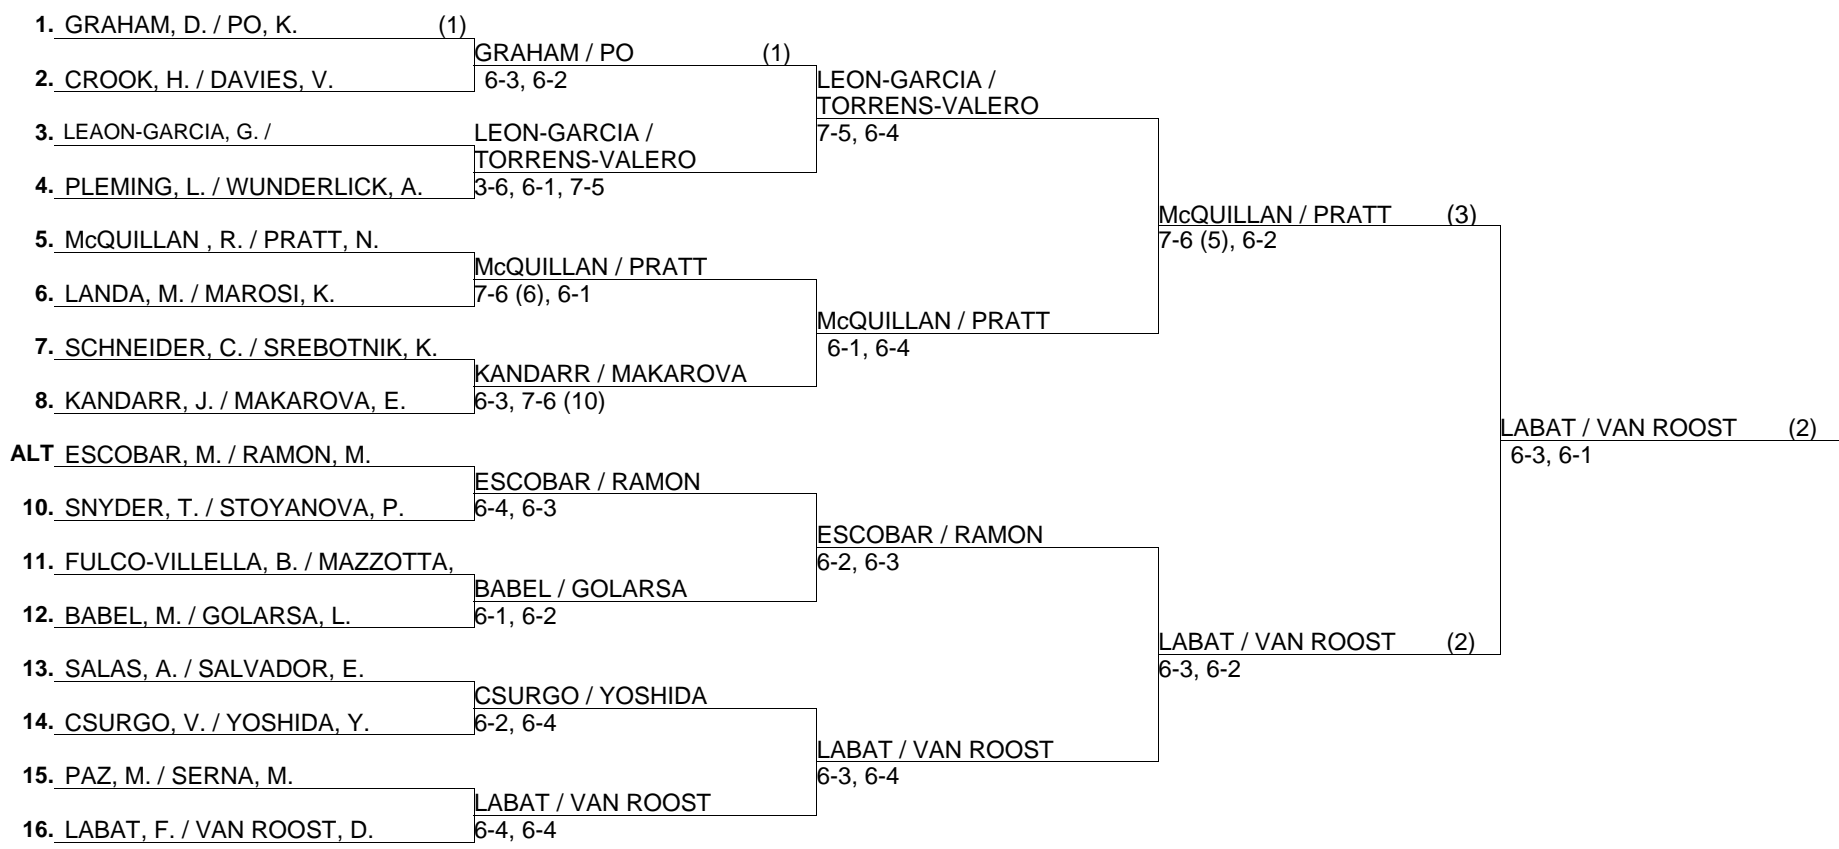 1. GRAHAM, D. / PO, K. (1)
GRAHAM / PO (1)
2. CROOK, H. / DAVIES, V.
6-3, 6-2
LEON-GARCIA /
TORRENS-VALERO
7-5, 6-4
3. LEAON-GARCIA, G. /
LEON-GARCIA /
TORRENS-VALERO
4. PLEMING, L. / WUNDERLICK, A.
3-6, 6-1, 7-5
McQUILLAN / PRATT (3)
7-6 (5), 6-2
5. McQUILLAN , R. / PRATT, N.
McQUILLAN / PRATT
6. LANDA, M. / MAROSI, K.
7-6 (6), 6-1
McQUILLAN / PRATT
6-1, 6-4
7. SCHNEIDER, C. / SREBOTNIK, K.
KANDARR / MAKAROVA
8. KANDARR, J. / MAKAROVA, E.
6-3, 7-6 (10)
LABAT / VAN ROOST (2)
6-3, 6-1
ALT ESCOBAR, M. / RAMON, M.
ESCOBAR / RAMON
10. SNYDER, T. / STOYANOVA, P.
6-4, 6-3
ESCOBAR / RAMON
6-2, 6-3
11. FULCO-VILLELLA, B. / MAZZOTTA,
BABEL / GOLARSA
12. BABEL, M. / GOLARSA, L.
6-1, 6-2
LABAT / VAN ROOST (2)
6-3, 6-2
13. SALAS, A. / SALVADOR, E.
CSURGO / YOSHIDA
14. CSURGO, V. / YOSHIDA, Y.
6-2, 6-4
LABAT / VAN ROOST
6-3, 6-4
15. PAZ, M. / SERNA, M.
LABAT / VAN ROOST
16. LABAT, F. / VAN ROOST, D.
6-4, 6-4